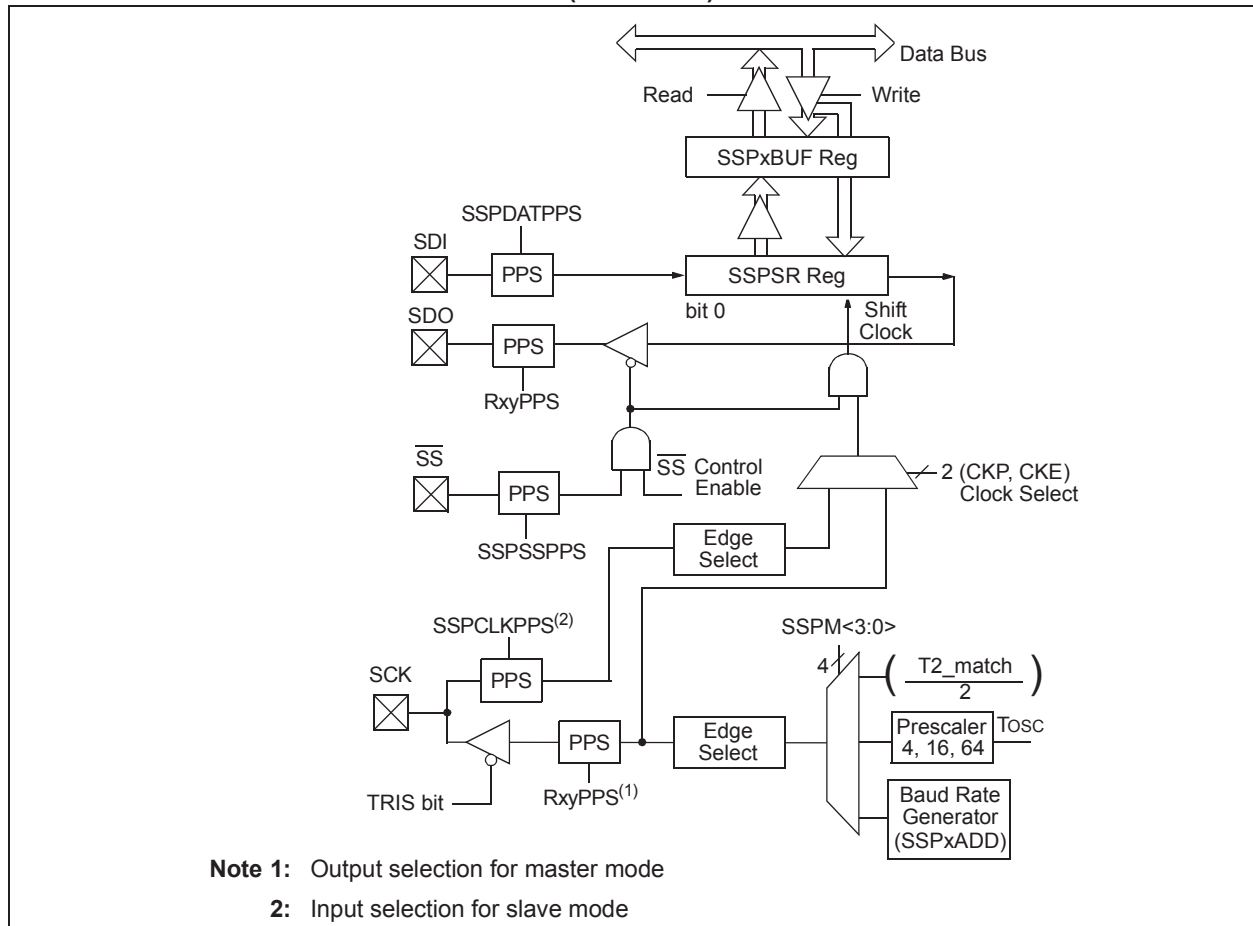 Data Bus
Read
Write
SSPxBUF Reg
SSPDATPPS
SDI
PPS
SSPSR Reg
bit 0
Shift
Clock
SDO
PPS
RxyPPS
SS
PPS
SSPSSPPS
SS Control
Enable
2 (CKP, CKE)
Clock Select
Edge
Select
SSPCLKPPS(2)
SCK
PPS
SSPM<3:0>
4
( T2_match
2 )
PPS
RxyPPS(1)
Edge
Select
Prescaler
4, 16, 64
TOSC
TRIS bit
Baud Rate
Generator
(SSPxADD)
Note 1: Output selection for master mode
2: Input selection for slave mode